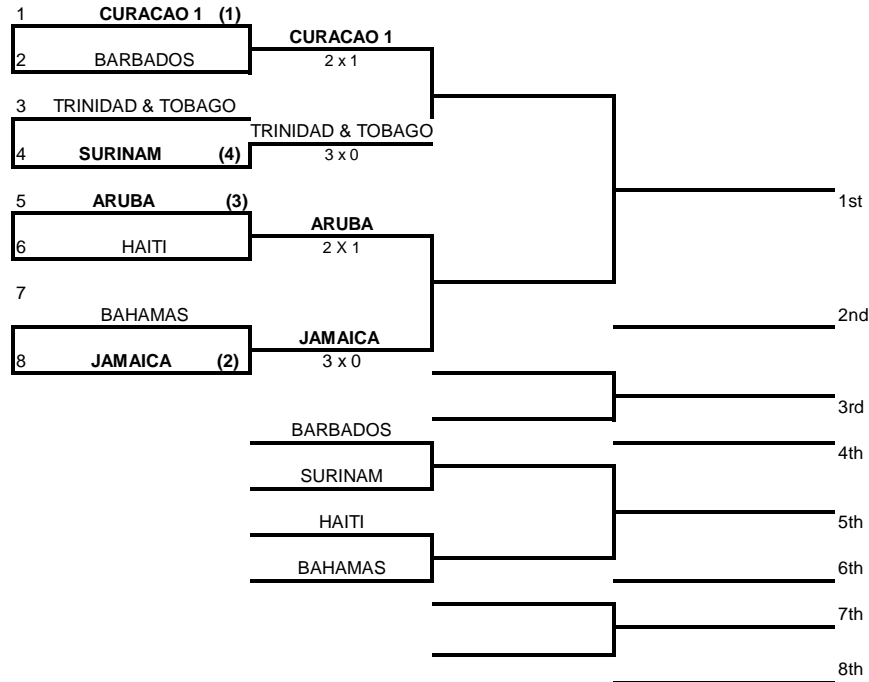 1 CURACAO 1 (1)
CURACAO 1
2 BARBADOS 2 x 1
3 TRINIDAD & TOBAGO
TRINIDAD & TOBAGO
4 SURINAM (4) 3 x 0
5 ARUBA (3) 1st
ARUBA
6 HAITI 2 X 1
7
BAHAMAS 2nd
JAMAICA
8 JAMAICA (2) 3 x 0
3rd
BARBADOS
4th
SURINAM
HAITI 5th
BAHAMAS 6th
7th
8th